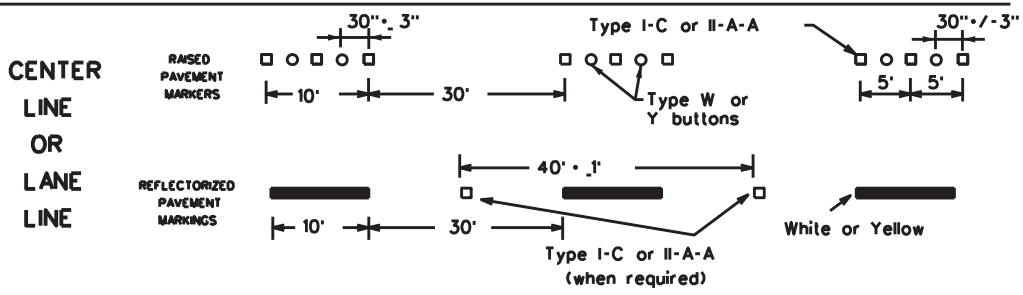 CENTER
LINE
OR
LANE
LINE
RAISED
PAVEMENT
MARKERS
30"·_ 3"
Type I-C or II-A-A
30"·/-3"
10'
30'
Type W or
Y buttons
5'
5'
REFLECTORIZED
PAVEMENT
MARKINGS
40' · _1'
10'
30'
Type I-C or II-A-A
(when required)
White or Yellow